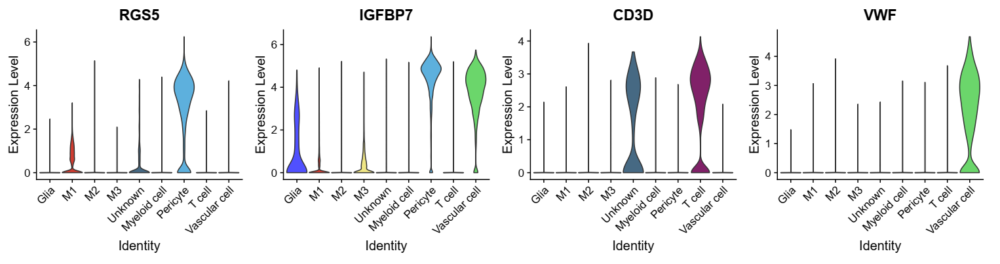 RGS5
Expression Level
6
4
2
0
Glia
M1
M2
M3
Unknown
Myeloid cell
Pericyte
T cell
Vascular cell
Identity
IGFBP7
Expression Level
6
4
2
0
Glia
M1
M2
M3
Unknown
Myeloid cell
Pericyte
T cell
Vascular cell
Identity
CD3D
Expression Level
4
3
2
1
0
Glia
M1
M2
M3
Unknown
Myeloid cell
Pericyte
T cell
Vascular cell
Identity
VWF
Expression Level
4
3
2
1
0
Glia
M1
M2
M3
Unknown
Myeloid cell
Pericyte
T cell
Vascular cell
Identity